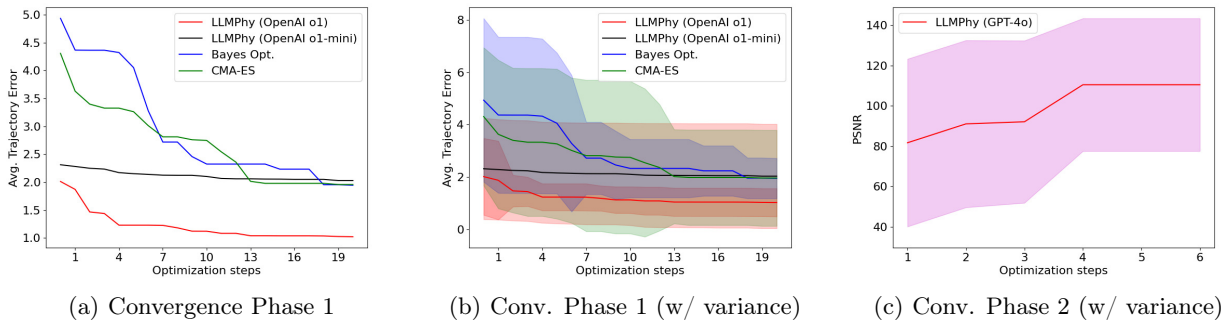 LLMPhy (OpenAI o1)
LLMPhy (OpenAI o1-mini)
Bayes Opt.
CMA-ES
Avg. Trajectory Error
5.0
4.5
4.0
3.5
3.0
2.5
2.0
1.5
1.0
1 4 7 10 13 16 19
Optimization steps
(a) Convergence Phase 1
LLMPhy (OpenAI o1)
LLMPhy (OpenAI o1-mini)
Bayes Opt.
CMA-ES
Avg. Trajectory Error
8
6
4
2
0
1 4 7 10 13 16 19
Optimization steps
(b) Conv. Phase 1 (w/ variance)
LLMPhy (GPT-4o)
PSNR
140
120
100
80
60
40
1 2 3 4 5 6
Optimization steps
(c) Conv. Phase 2 (w/ variance)